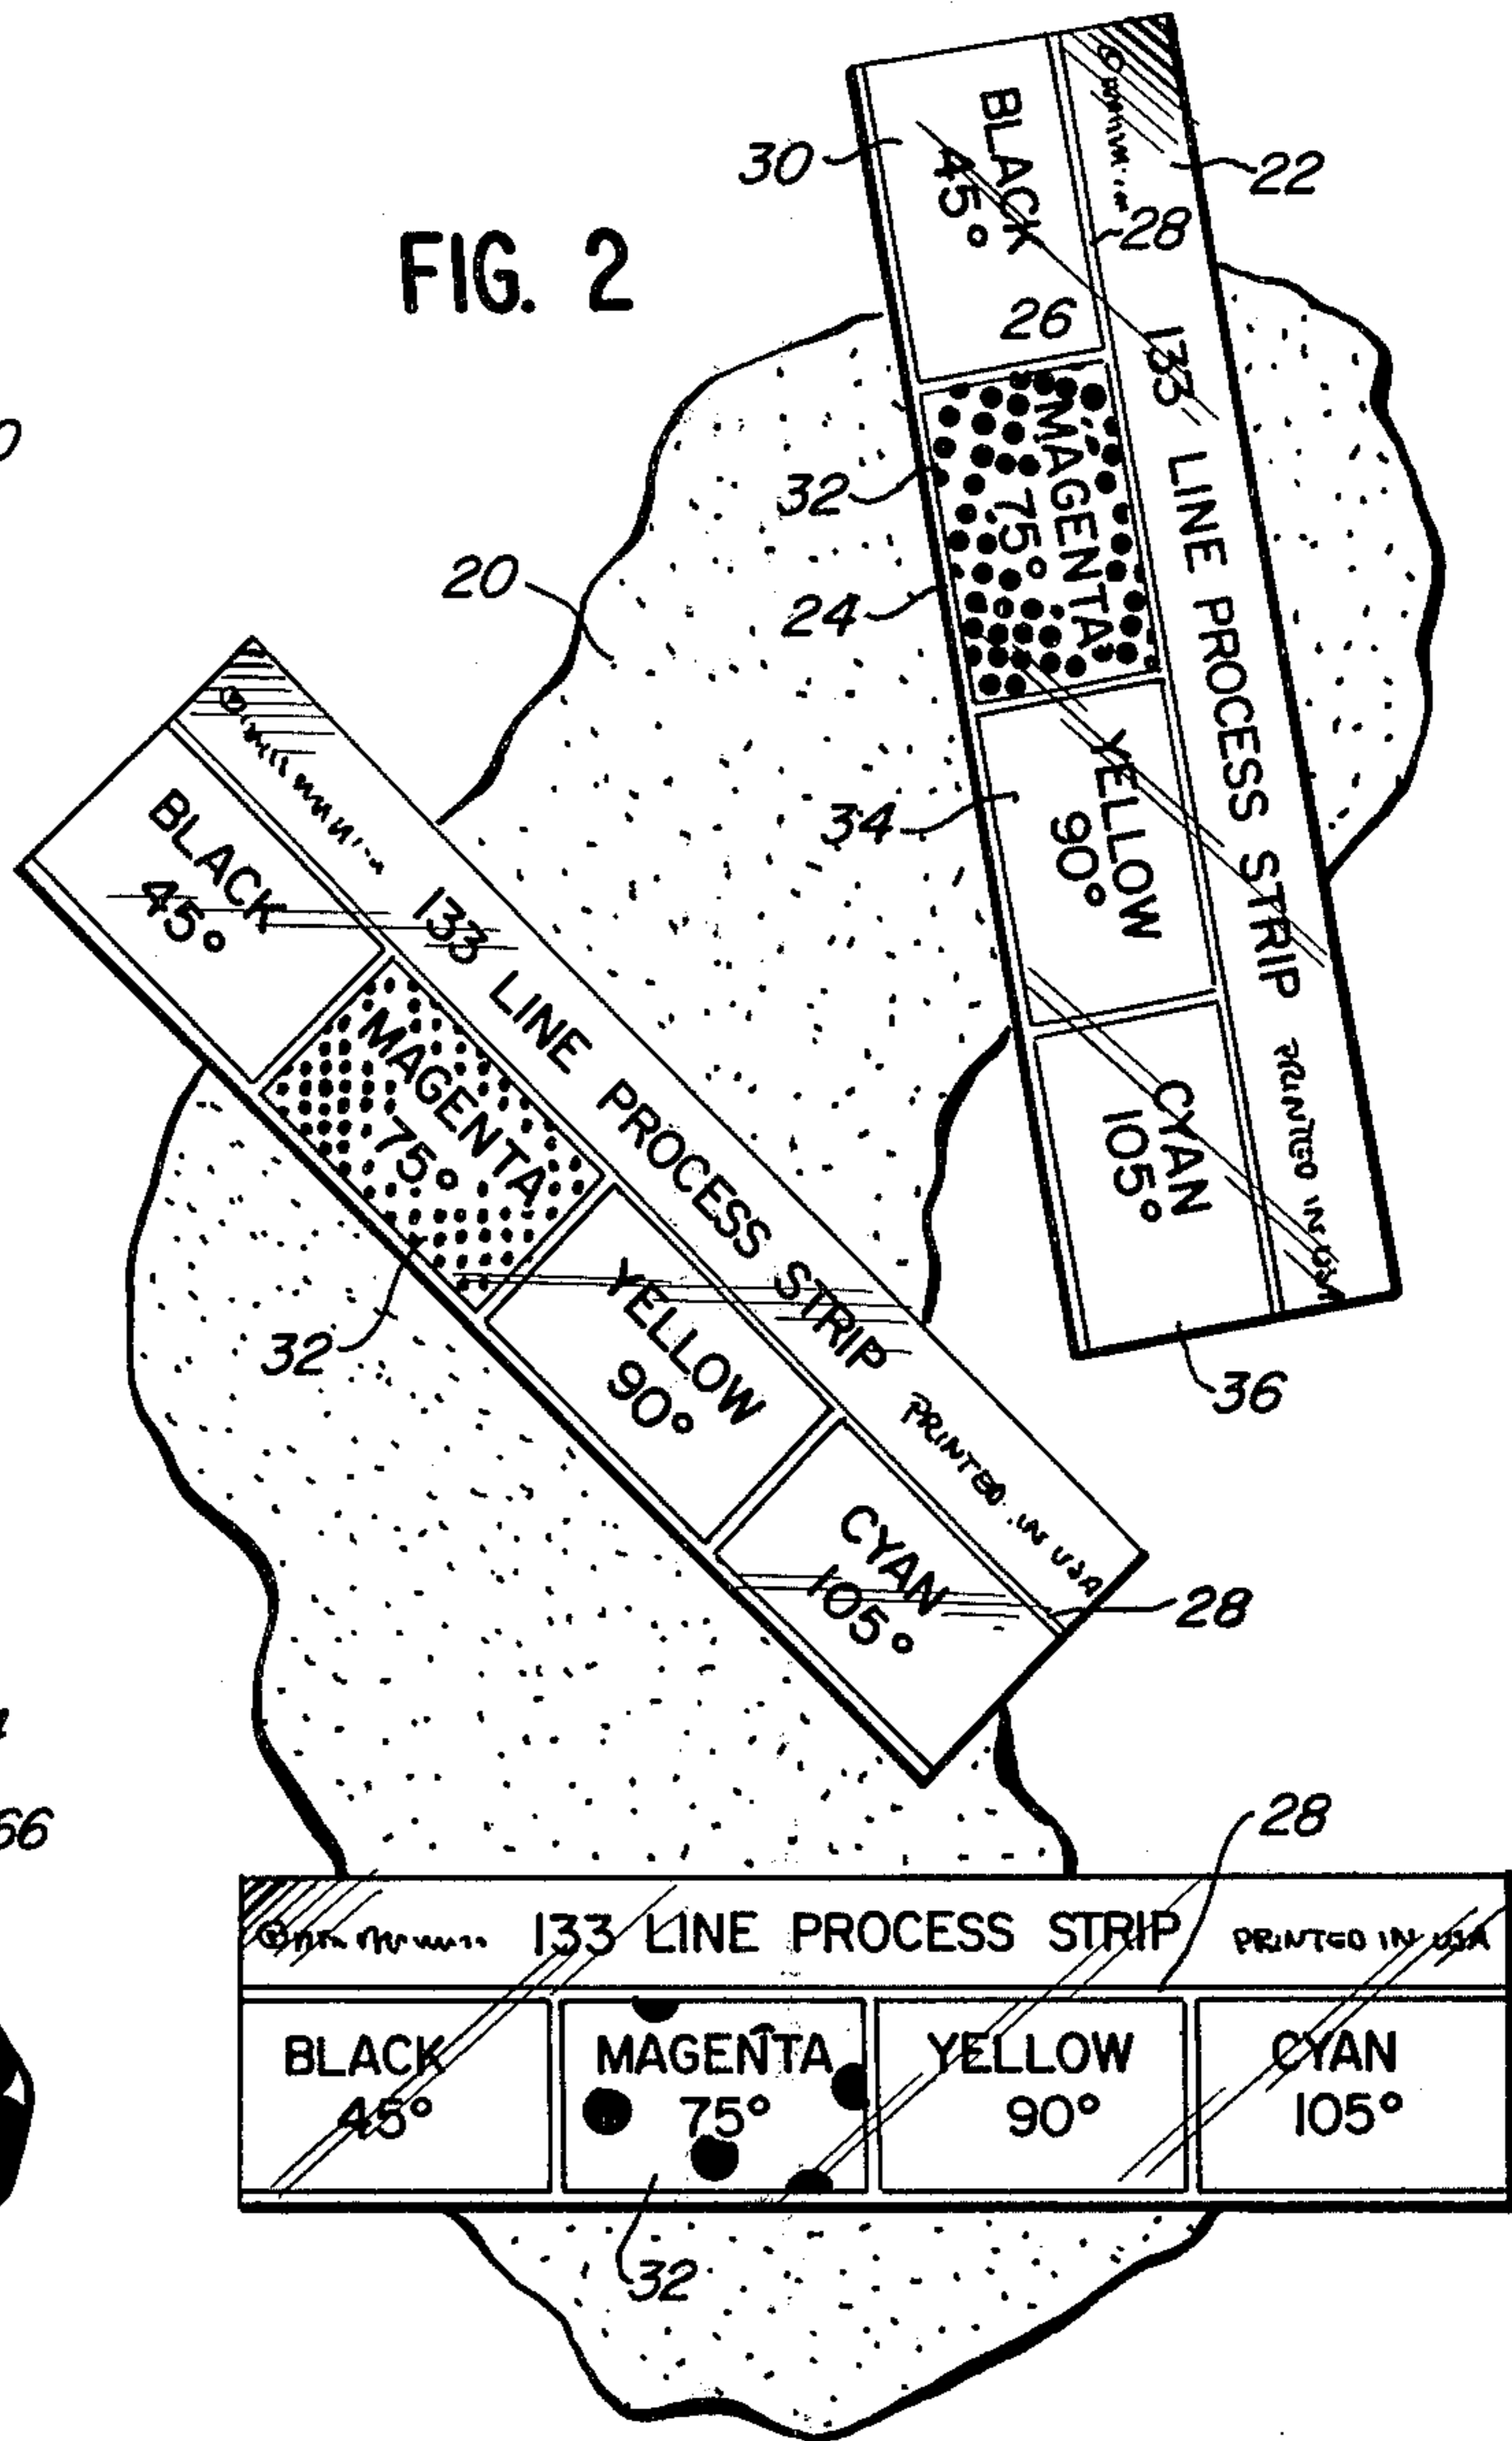 FIG. 2
30
22
28
BLACK
45°
26
133 LINE PROCESS STRIP PRINTED IN USA
MAGENTA
75°
32
24
20
YELLOW
90°
34
CYAN
105°
36
133 LINE PROCESS STRIP PRINTED IN USA
BLACK
45°
MAGENTA
75°
YELLOW
90°
CYAN
105°
32
28
66
28
133 LINE PROCESS STRIP PRINTED IN USA
BLACK
45°
MAGENTA
75°
YELLOW
90°
CYAN
105°
32